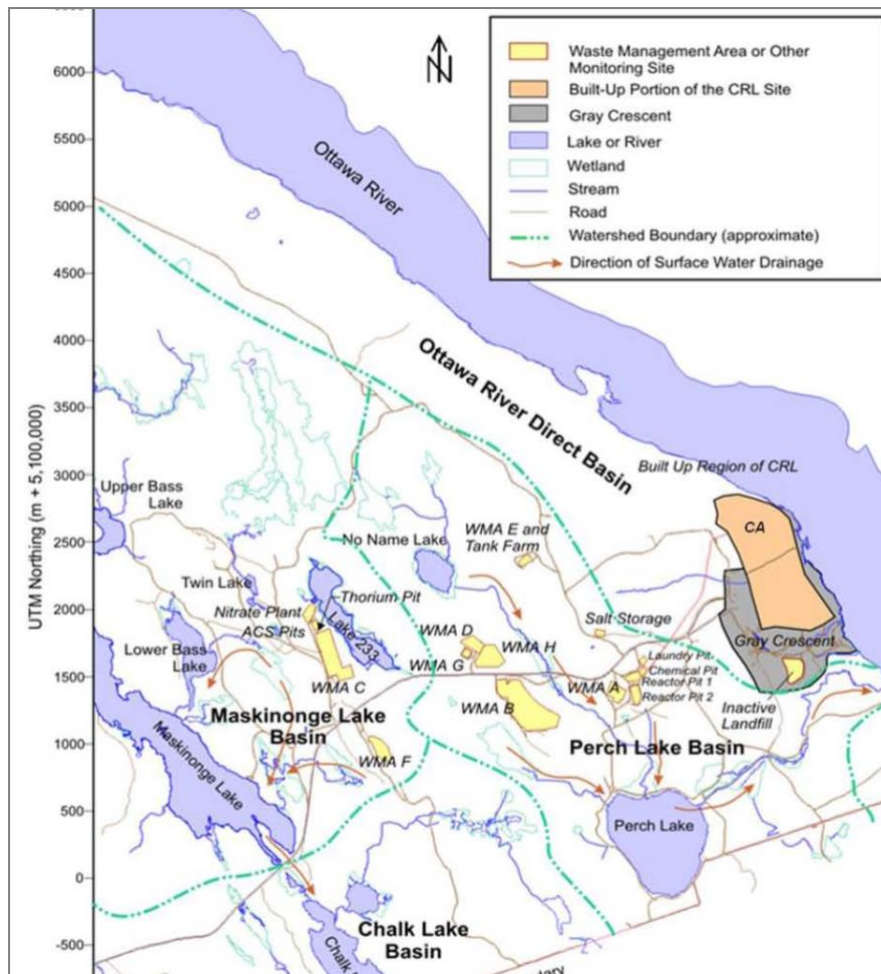 Waste Management Area or Other
Monitoring Site
Built-Up Portion of the CRL Site
Gray Crescent
Lake or River
Wetland
Stream
Road
Watershed Boundary (approximate)
Direction of Surface Water Drainage
N
6000
5500
5000
4500
4000
3500
3000
2500
2000
1500
1000
500
0
-500
UTM Northing (m + 5,100,000)
Ottawa River
Ottawa River Direct Basin
Built Up Region of CRL
CA
Upper Bass
Lake
No Name Lake
WMA E and
Tank Farm
Twin Lake
Thorium Pit
Nitrate Plant
ACS Pits
Lake 233
Salt Storage
Gray Crescent
Lower Bass
Lake
WMA D
WMA H
WMA G
Laundry Pit
Chemical Pit
Reactor Pit 1
Reactor Pit 2
WMA C
WMA A
WMA B
Inactive
Landfill
Maskinonge Lake
Basin
Perch Lake Basin
Maskinonge Lake
WMA F
Perch Lake
Chalk Lake
Basin
Chalk